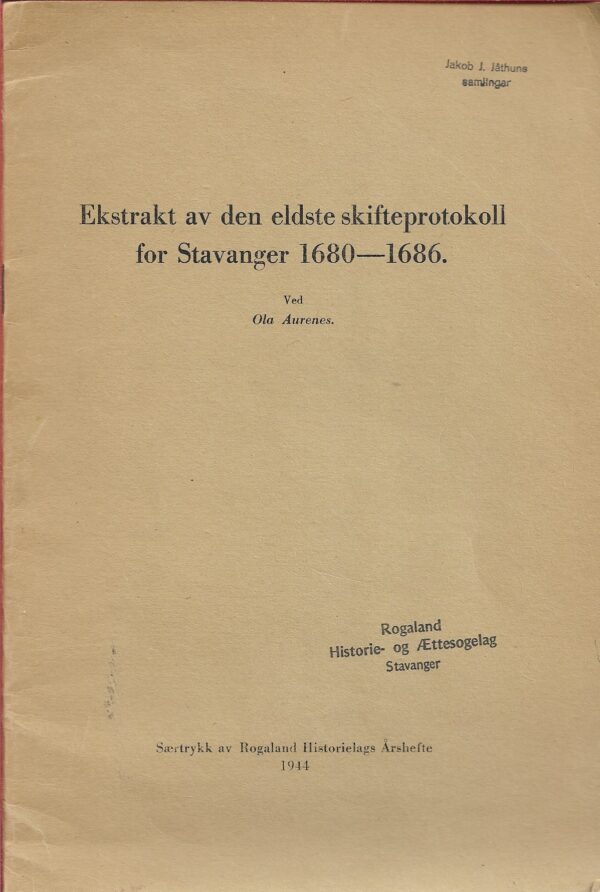 Jakob J. Jåthuns
samlingar
Ekstrakt av den eldste skifteprotokoll
for Stavanger 1680—1686.
Ved
Ola Aurenes.
Rogaland
Historie- og Ættesogelag
Stavanger
Særtrykk av Rogaland Historielags Årshefte
1944